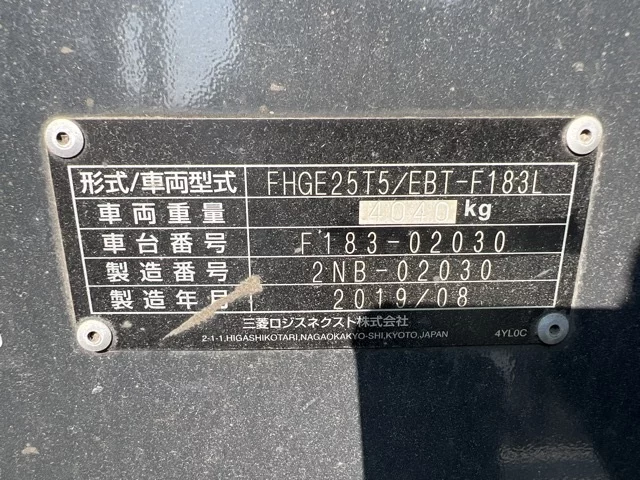 形式/車両型式 FHGE25T5/EBT-F183L
車両重量 4040 kg
車台番号 F183-02030
製造番号 2NB-02030
製造年月 2019/08
三菱ロジスネクスト株式会社
2-1-1,HIGASHIKOTARI,NAGAOKAKYO-SHI,KYOTO,JAPAN 4YL0C